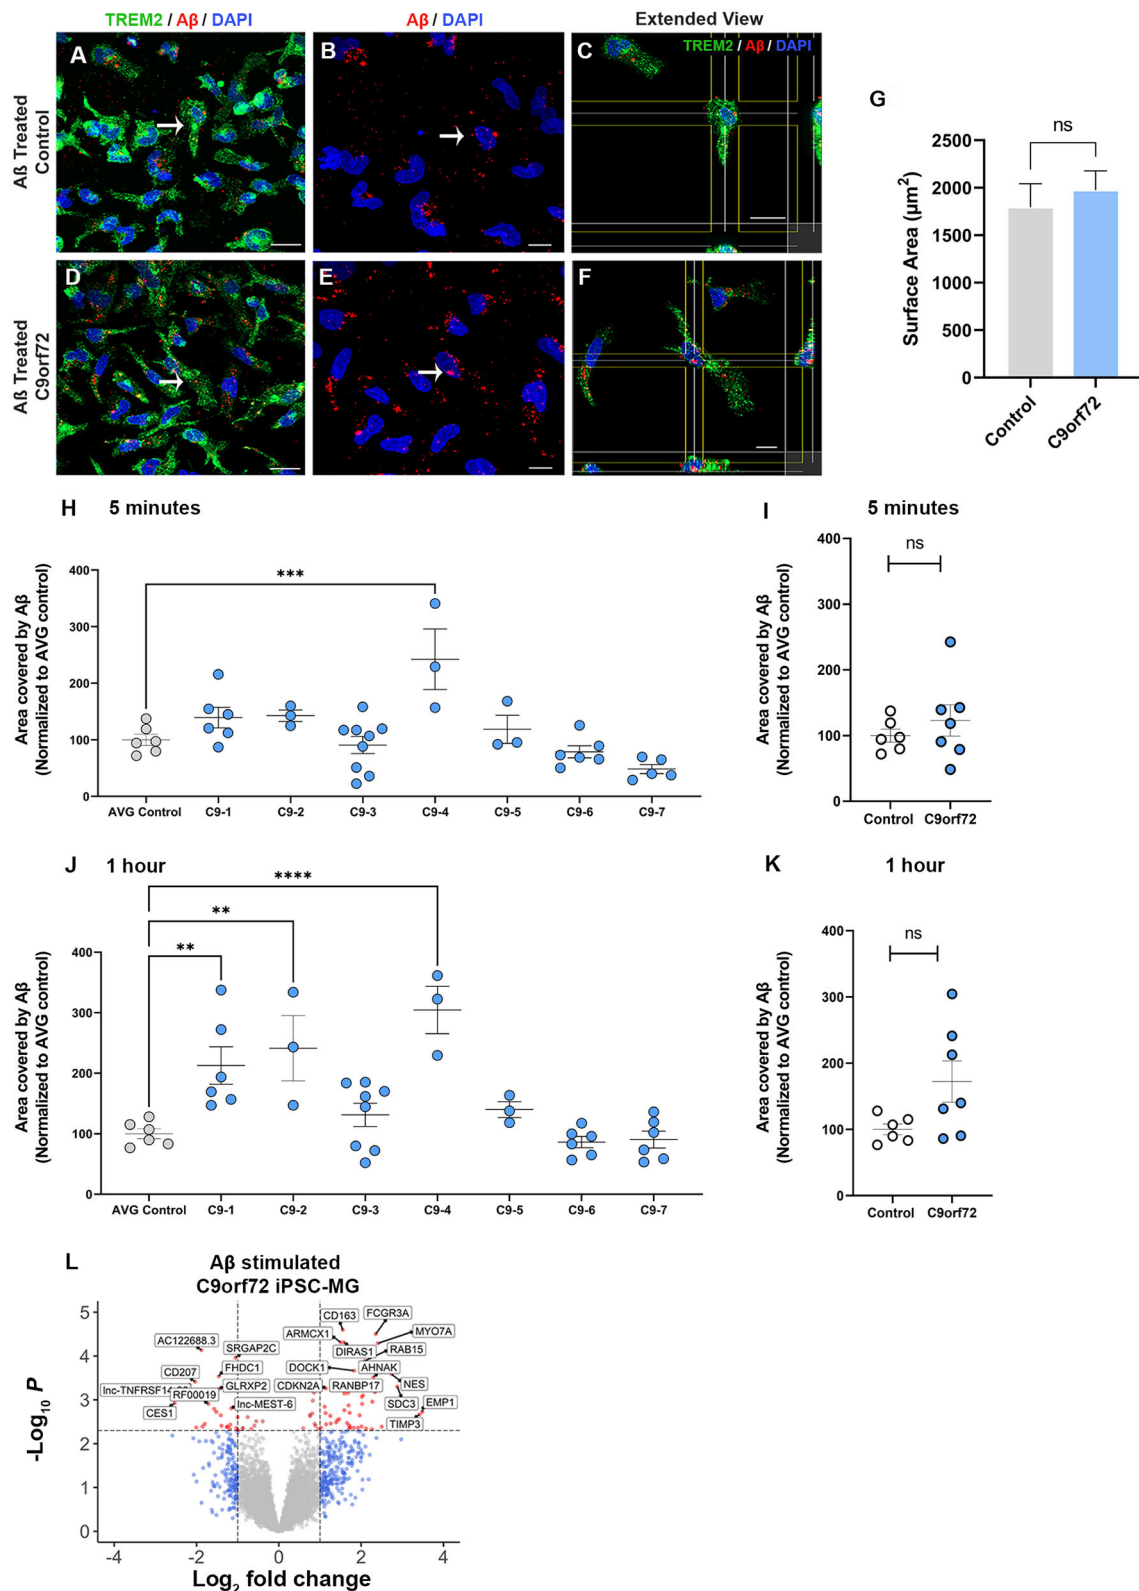 TREM2 / Aβ / DAPI
Aβ / DAPI
Extended View
Aß Treated
Control
A
B
C
TREM2 / Aβ / DAPI
Aß Treated
C9orf72
D
E
F
G
ns
Surface Area (µm²)
2500
2000
1500
1000
500
0
Control
C9orf72
H 5 minutes
Area covered by Aβ
(Normalized to AVG control)
400
300
200
100
0
***
AVG Control C9-1 C9-2 C9-3 C9-4 C9-5 C9-6 C9-7
I 5 minutes
Area covered by Aβ
(Normalized to AVG control)
400
300
200
100
0
ns
Control C9orf72
J 1 hour
Area covered by Aβ
(Normalized to AVG control)
400
300
200
100
0
****
**
**
AVG Control C9-1 C9-2 C9-3 C9-4 C9-5 C9-6 C9-7
K 1 hour
Area covered by Aβ
(Normalized to AVG control)
400
300
200
100
0
ns
Control C9orf72
L
Aβ stimulated
C9orf72 iPSC-MG
-Log₁₀ P
5
4
3
2
1
0
CD163
FCGR3A
ARMCX1
MYO7A
AC122688.3
SRGAP2C
DIRAS1
RAB15
CD207
FHDC1
DOCK1
AHNAK
lnc-TNFRSF14
GLRXP2
CDKN2A
RANBP17
NES
RF00019
CES1
lnc-MEST-6
SDC3
EMP1
TIMP3
-4 -2 0 2 4
Log₂ fold change